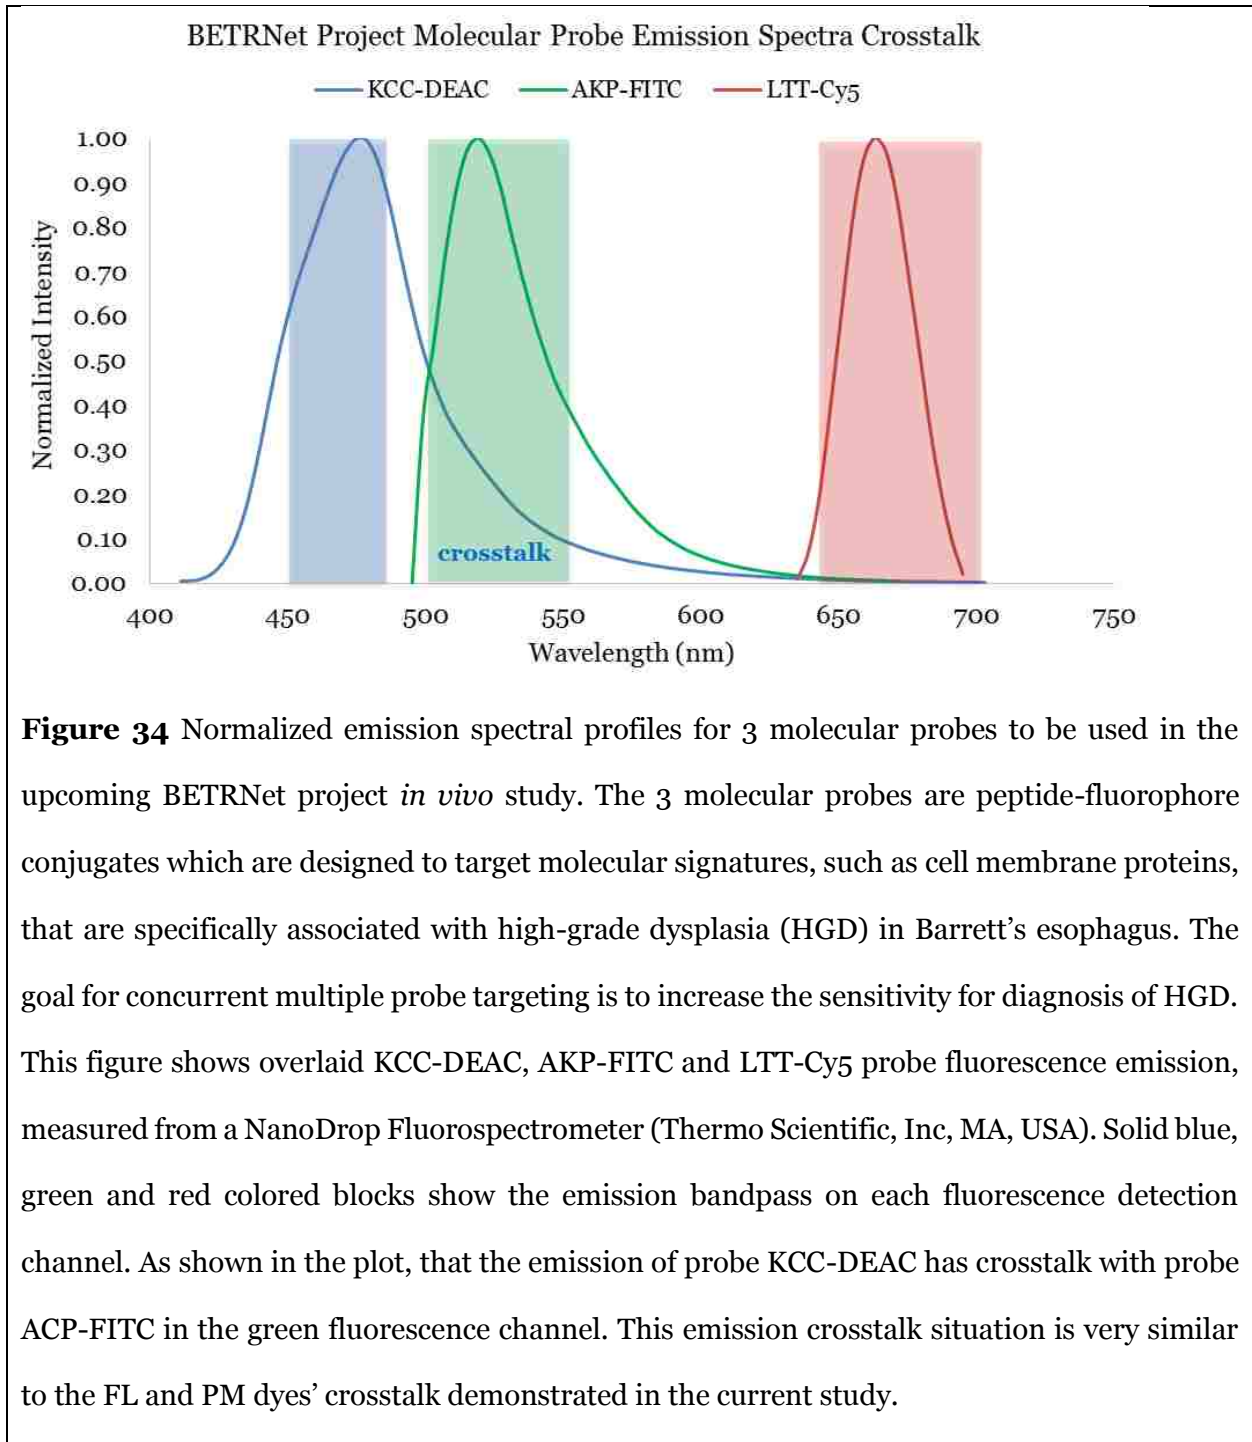 BETRNet Project Molecular Probe Emission Spectra Crosstalk
KCC-DEAC AKP-FITC LTT-Cy5
1.00
0.90
0.80
0.70
0.60
0.50
0.40
0.30
0.20
0.10
0.00
Normalized Intensity
crosstalk
400 450 500 550 600 650 700 750
Wavelength (nm)
Figure 34 Normalized emission spectral profiles for 3 molecular probes to be used in the
upcoming BETRNet project in vivo study. The 3 molecular probes are peptide-fluorophore
conjugates which are designed to target molecular signatures, such as cell membrane proteins,
that are specifically associated with high-grade dysplasia (HGD) in Barrett’s esophagus. The
goal for concurrent multiple probe targeting is to increase the sensitivity for diagnosis of HGD.
This figure shows overlaid KCC-DEAC, AKP-FITC and LTT-Cy5 probe fluorescence emission,
measured from a NanoDrop Fluorospectrometer (Thermo Scientific, Inc, MA, USA). Solid blue,
green and red colored blocks show the emission bandpass on each fluorescence detection
channel. As shown in the plot, that the emission of probe KCC-DEAC has crosstalk with probe
ACP-FITC in the green fluorescence channel. This emission crosstalk situation is very similar
to the FL and PM dyes’ crosstalk demonstrated in the current study.